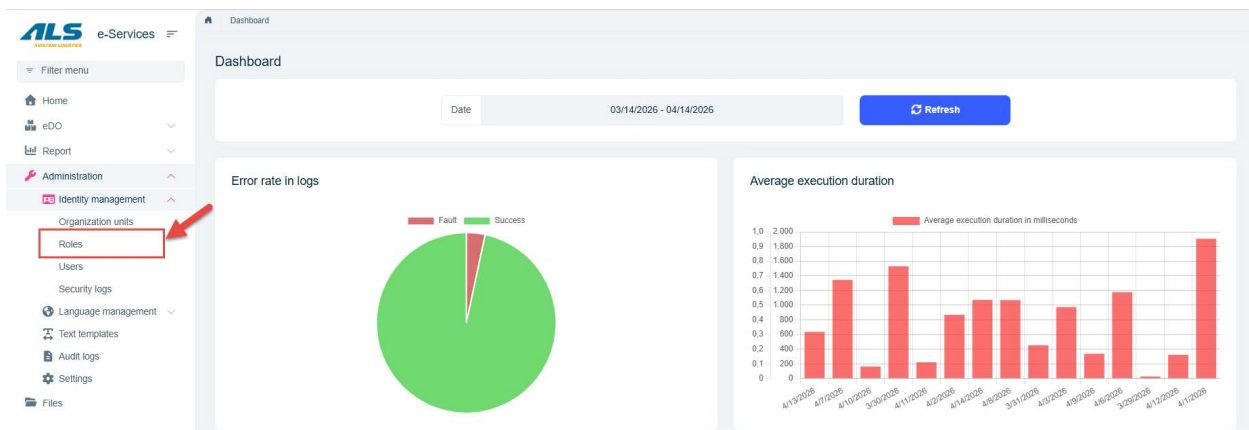 ALS
AVIATION LOGISTICS
e-Services
Filter menu
Home
eDO
Report
Administration
Identity management
Organization units
Roles
Users
Security logs
Language management
Text templates
Audit logs
Settings
Files
Dashboard
Dashboard
Date 03/14/2026 - 04/14/2026 Refresh
Error rate in logs
Fault Success
Average execution duration
Average execution duration in milliseconds
1,0 2.000
0,9 1.800
0,8 1.600
0,7 1.400
0,6 1.200
0,5 1.000
0,4 800
0,3 600
0,2 400
0,1 200
0 0
4/13/2026 4/7/2026 4/10/2026 3/30/2026 4/11/2026 4/2/2026 4/14/2026 4/8/2026 3/31/2026 4/3/2026 4/9/2026 4/6/2026 3/29/2026 4/12/2026 4/1/2026